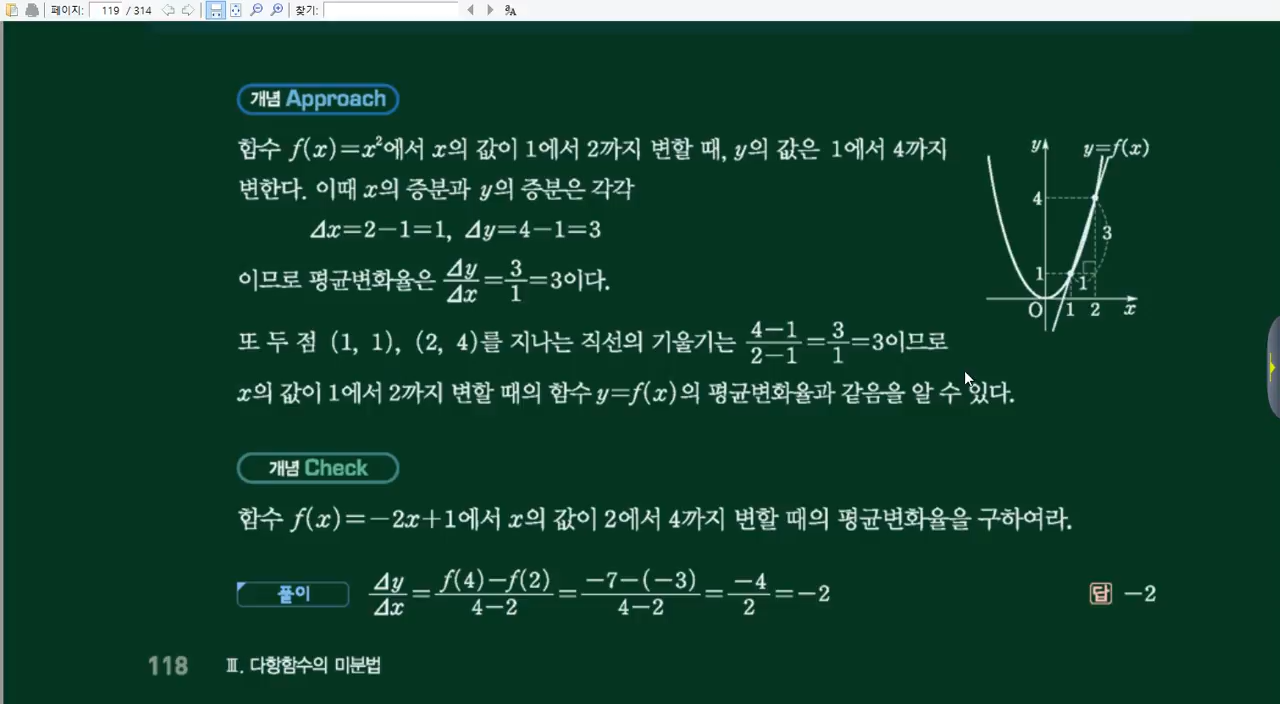 페이지: 119 / 314 찾기:
개념 Approach
함수 f(x)=x²에서 x의 값이 1에서 2까지 변할 때, y의 값은 1에서 4까지
변한다. 이때 x의 증분과 y의 증분은 각각
Δx=2−1=1, Δy=4−1=3
이므로 평균변화율은 Δy/Δx=3/1=3이다.
또 두 점 (1, 1), (2, 4)를 지나는 직선의 기울기는 4−1/2−1=3/1=3이므로
x의 값이 1에서 2까지 변할 때의 함수 y=f(x)의 평균변화율과 같음을 알 수 있다.
y y=f(x)
4
3
1
1
O 1 2 x
개념 Check
함수 f(x)=−2x+1에서 x의 값이 2에서 4까지 변할 때의 평균변화율을 구하여라.
풀이 Δy/Δx=f(4)−f(2)/4−2=−7−(−3)/4−2=−4/2=−2 답 −2
118 Ⅲ. 다항함수의 미분법